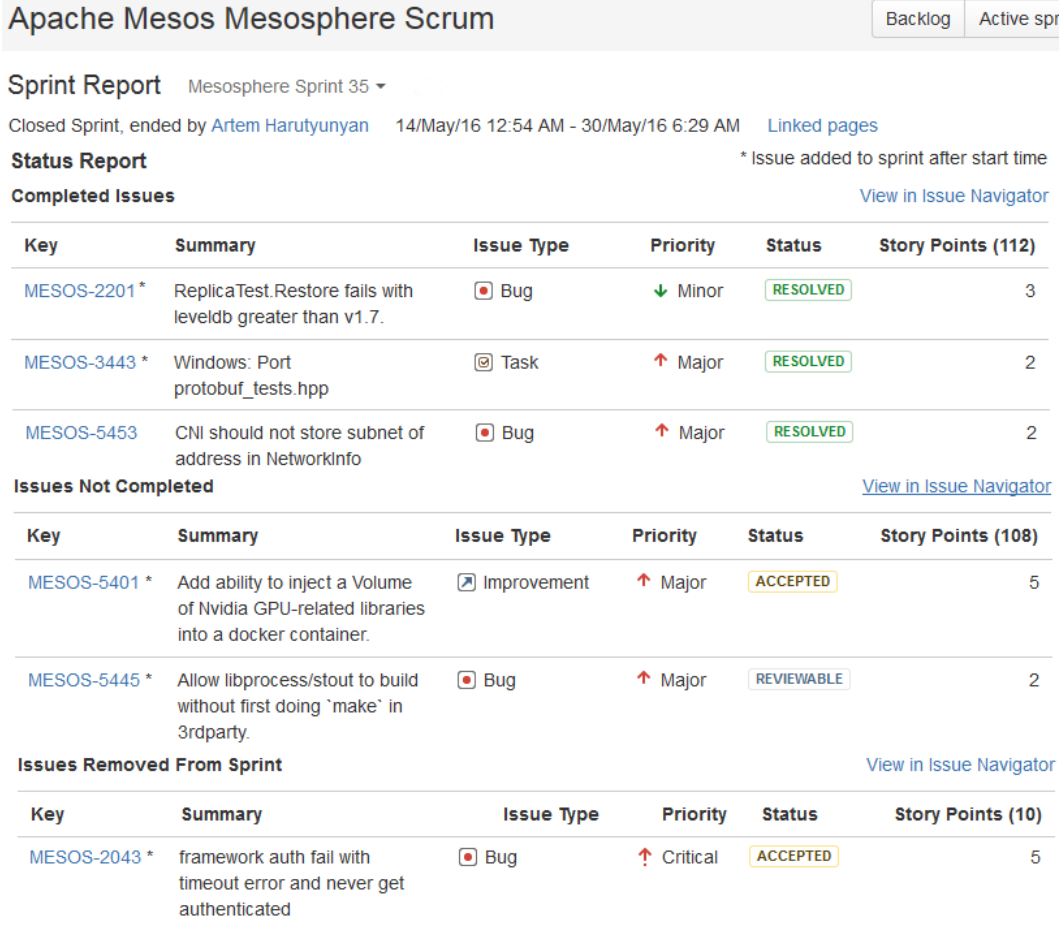 Apache Mesos Mesosphere Scrum
Backlog
Active spr
Sprint Report Mesosphere Sprint 35
Closed Sprint, ended by Artem Harutyunyan 14/May/16 12:54 AM - 30/May/16 6:29 AM Linked pages
Status Report * Issue added to sprint after start time
Completed Issues View in Issue Navigator
Key Summary Issue Type Priority Status Story Points (112)
MESOS-2201 * ReplicaTest.Restore fails with Bug Minor RESOLVED 3
leveldb greater than v1.7.
MESOS-3443 * Windows: Port Task Major RESOLVED 2
protobuf_tests.hpp
MESOS-5453 CNI should not store subnet of Bug Major RESOLVED 2
address in NetworkInfo
Issues Not Completed View in Issue Navigator
Key Summary Issue Type Priority Status Story Points (108)
MESOS-5401 * Add ability to inject a Volume Improvement Major ACCEPTED 5
of Nvidia GPU-related libraries
into a docker container.
MESOS-5445 * Allow libprocess/stout to build Bug Major REVIEWABLE 2
without first doing `make` in
3rdparty.
Issues Removed From Sprint View in Issue Navigator
Key Summary Issue Type Priority Status Story Points (10)
MESOS-2043 * framework auth fail with Bug Critical ACCEPTED 5
timeout error and never get
authenticated